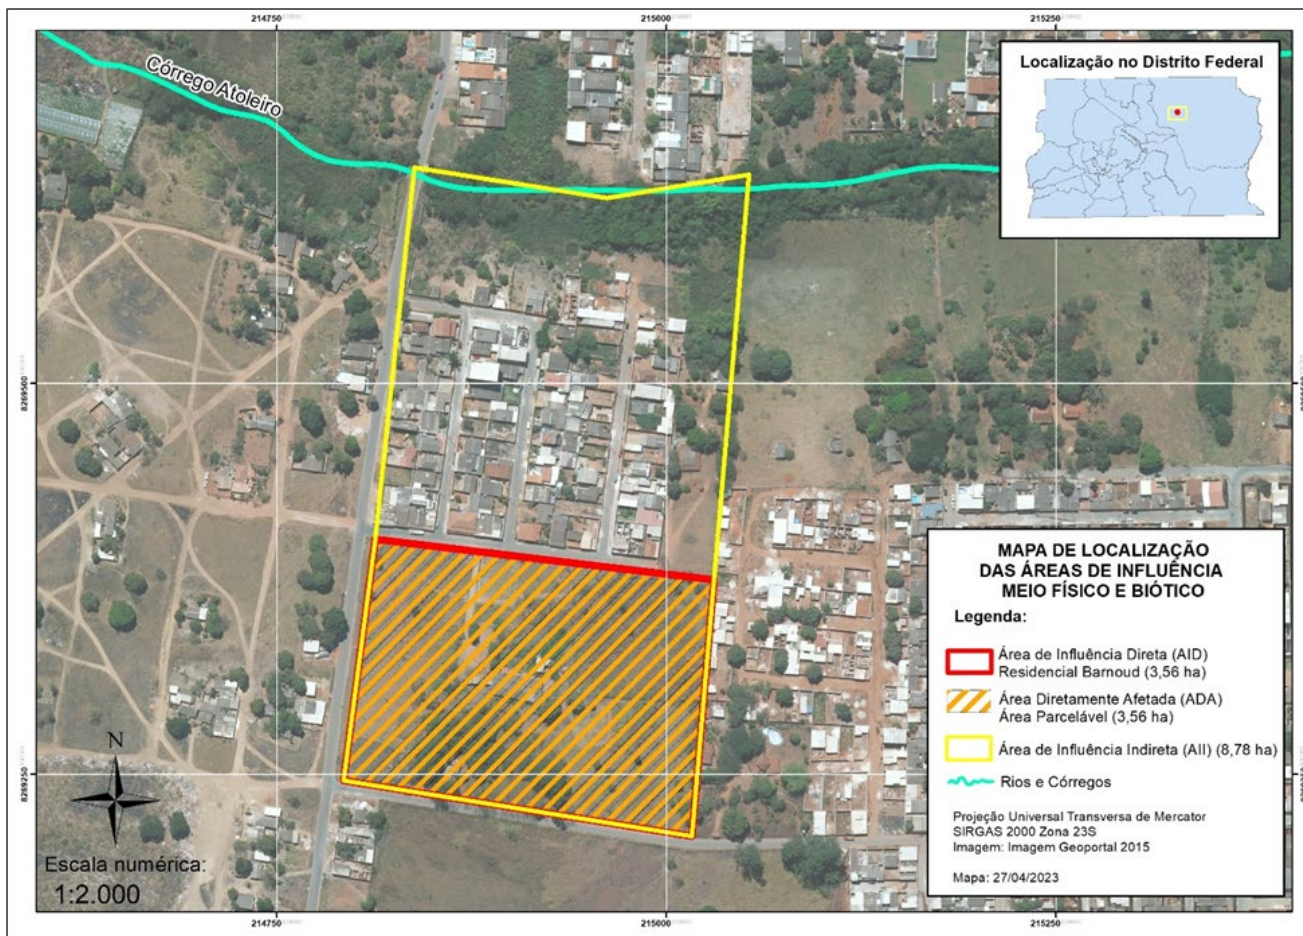 214750
215000
215250
Córrego Atoleiro
Localização no Distrito Federal
8269500
MAPA DE LOCALIZAÇÃO
DAS ÁREAS DE INFLUÊNCIA
MEIO FÍSICO E BIÓTICO
Legenda:
Área de Influência Direta (AID)
Residencial Barnoud (3,56 ha)
Área Diretamente Afetada (ADA)
Área Parcelável (3,56 ha)
Área de Influência Indireta (AII) (8,78 ha)
Rios e Córregos
Projeção Universal Transversa de Mercator
SIRGAS 2000 Zona 23S
Imagem: Imagem Geoportal 2015
Mapa: 27/04/2023
8269250
N
Escala numérica:
1:2.000
214750
215000
215250